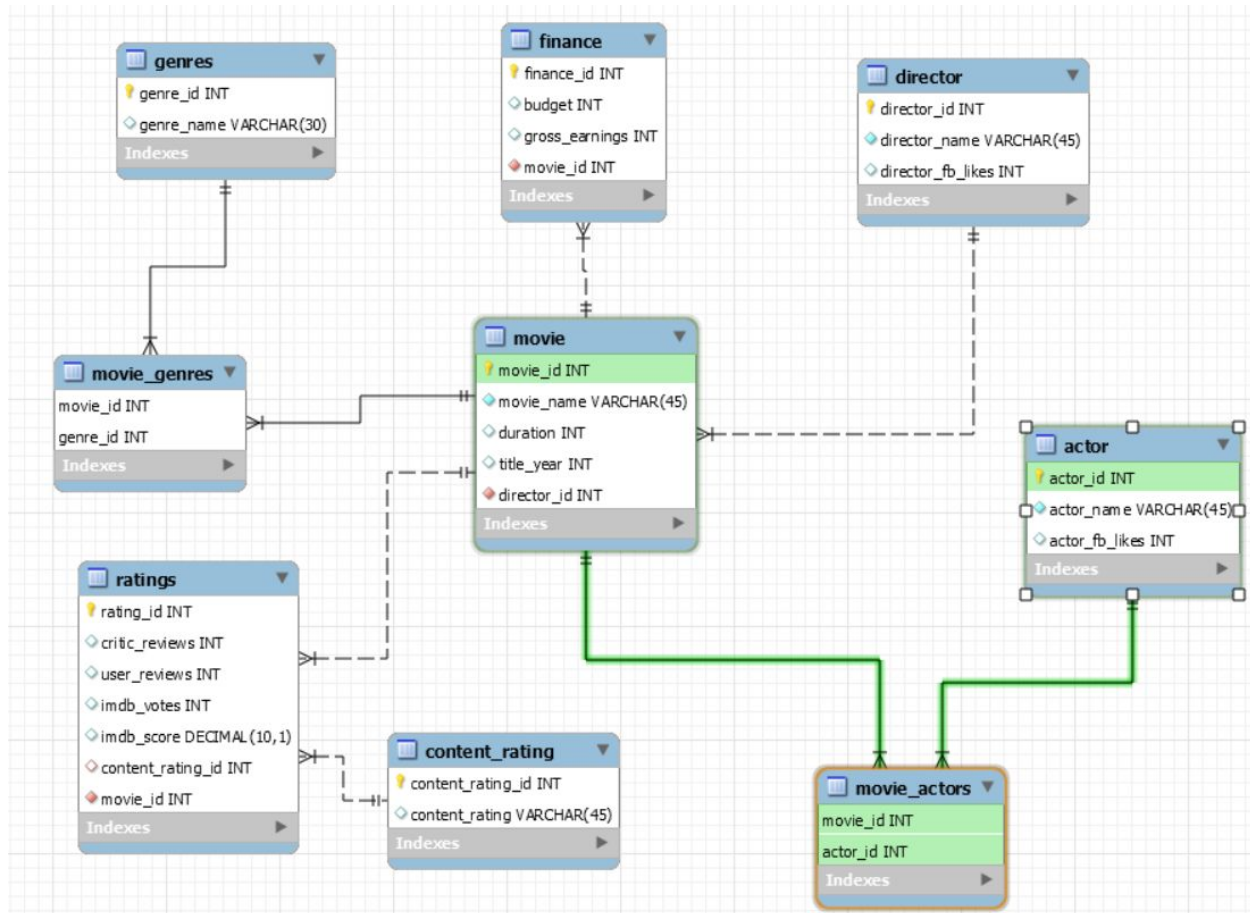 genres
genre_id INT
genre_name VARCHAR(30)
Indexes
finance
finance_id INT
budget INT
gross_earnings INT
movie_id INT
Indexes
director
director_id INT
director_name VARCHAR(45)
director_fb_likes INT
Indexes
movie_genres
movie_id INT
genre_id INT
Indexes
movie
movie_id INT
movie_name VARCHAR(45)
duration INT
title_year INT
director_id INT
Indexes
actor
actor_id INT
actor_name VARCHAR(45)
actor_fb_likes INT
Indexes
ratings
rating_id INT
critic_reviews INT
user_reviews INT
imdb_votes INT
imdb_score DECIMAL(10,1)
content_rating_id INT
movie_id INT
Indexes
content_rating
content_rating_id INT
content_rating VARCHAR(45)
Indexes
movie_actors
movie_id INT
actor_id INT
Indexes